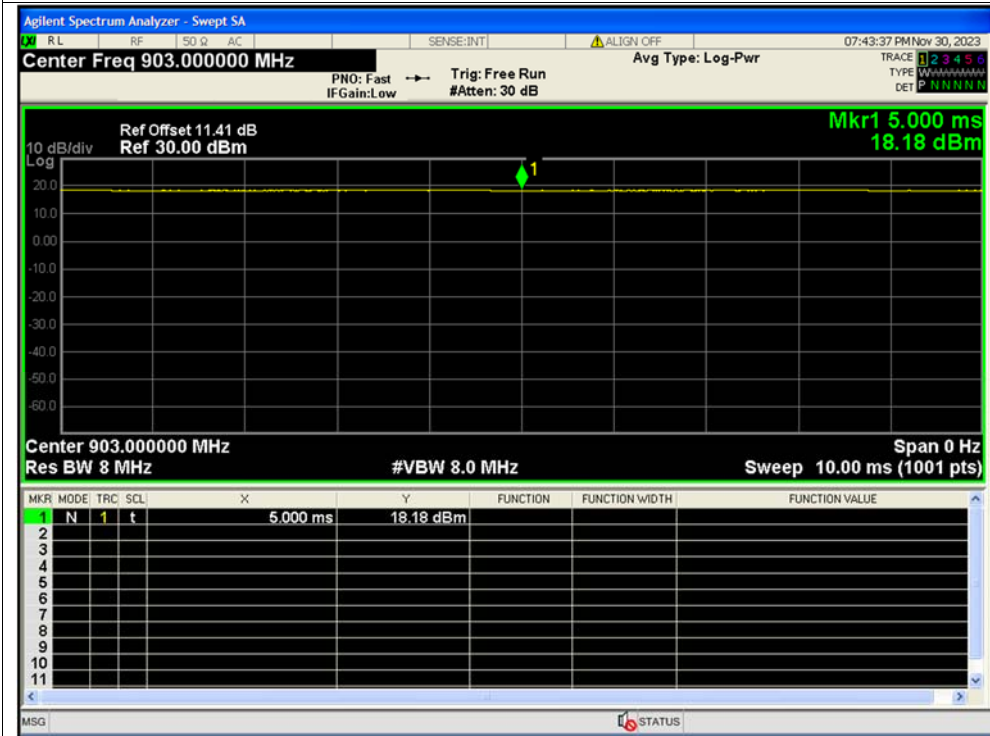 Agilent Spectrum Analyzer - Swept SA
RL RF 50 Ω AC SENSE:INT ALIGN OFF 07:43:37 PM Nov 30, 2023
Center Freq 903.000000 MHz Avg Type: Log-Pwr TRACE 1 2 3 4 5 6
PNO: Fast Trig: Free Run TYPE W
IFGain:Low #Atten: 30 dB DET P N N N N N
Mkr1 5.000 ms
Ref Offset 11.41 dB
10 dB/div Ref 30.00 dBm 18.18 dBm
Log
1
20.0
10.0
0.00
-10.0
-20.0
-30.0
-40.0
-50.0
-60.0
Center 903.000000 MHz Span 0 Hz
Res BW 8 MHz #VBW 8.0 MHz Sweep 10.00 ms (1001 pts)
MKR MODE TRC SCL X Y FUNCTION FUNCTION WIDTH FUNCTION VALUE
1 N 1 t 5.000 ms 18.18 dBm
2
3
4
5
6
7
8
9
10
11
MSG STATUS